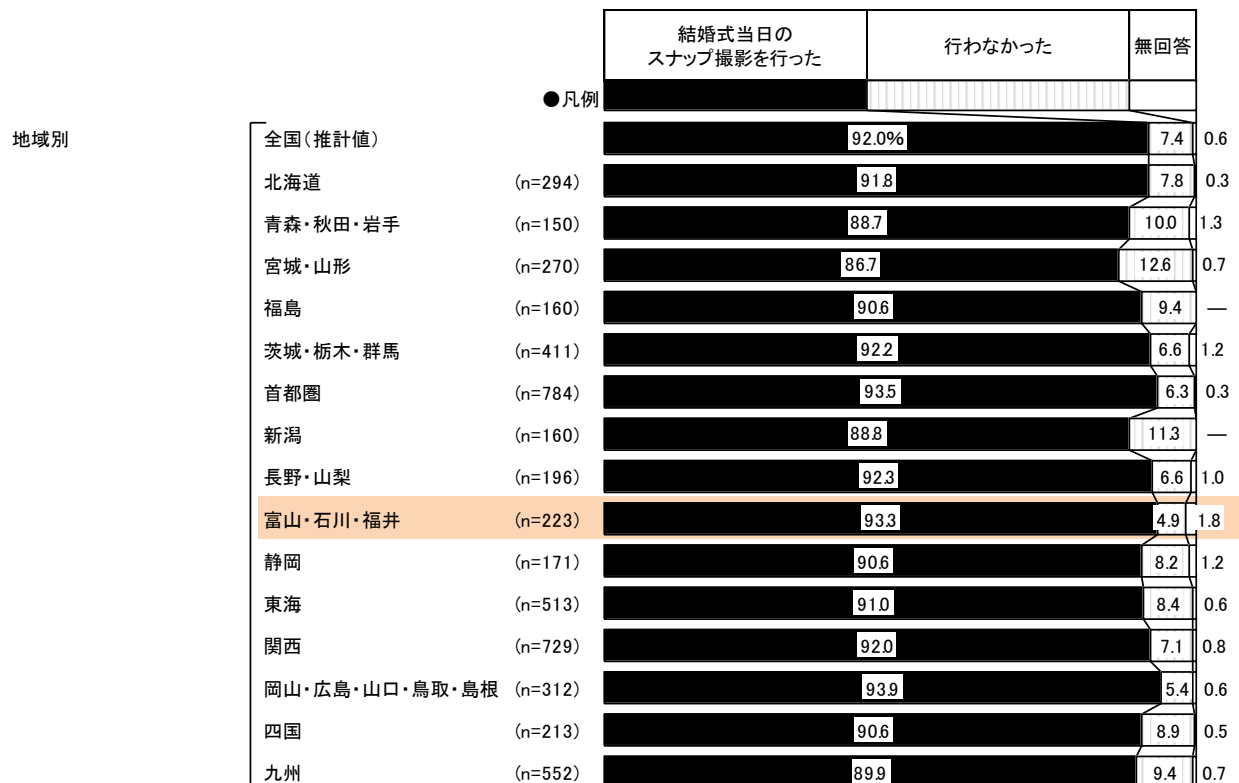 結婚式当日の
スナップ撮影を行った
行わなかった
無回答
●凡例
地域別
全国(推計値) 92.0% 7.4 0.6
北海道 (n=294) 91.8 7.8 0.3
青森・秋田・岩手 (n=150) 88.7 10.0 1.3
宮城・山形 (n=270) 86.7 12.6 0.7
福島 (n=160) 90.6 9.4 —
茨城・栃木・群馬 (n=411) 92.2 6.6 1.2
首都圏 (n=784) 93.5 6.3 0.3
新潟 (n=160) 88.8 11.3 —
長野・山梨 (n=196) 92.3 6.6 1.0
富山・石川・福井 (n=223) 93.3 4.9 1.8
静岡 (n=171) 90.6 8.2 1.2
東海 (n=513) 91.0 8.4 0.6
関西 (n=729) 92.0 7.1 0.8
岡山・広島・山口・鳥取・島根 (n=312) 93.9 5.4 0.6
四国 (n=213) 90.6 8.9 0.5
九州 (n=552) 89.9 9.4 0.7